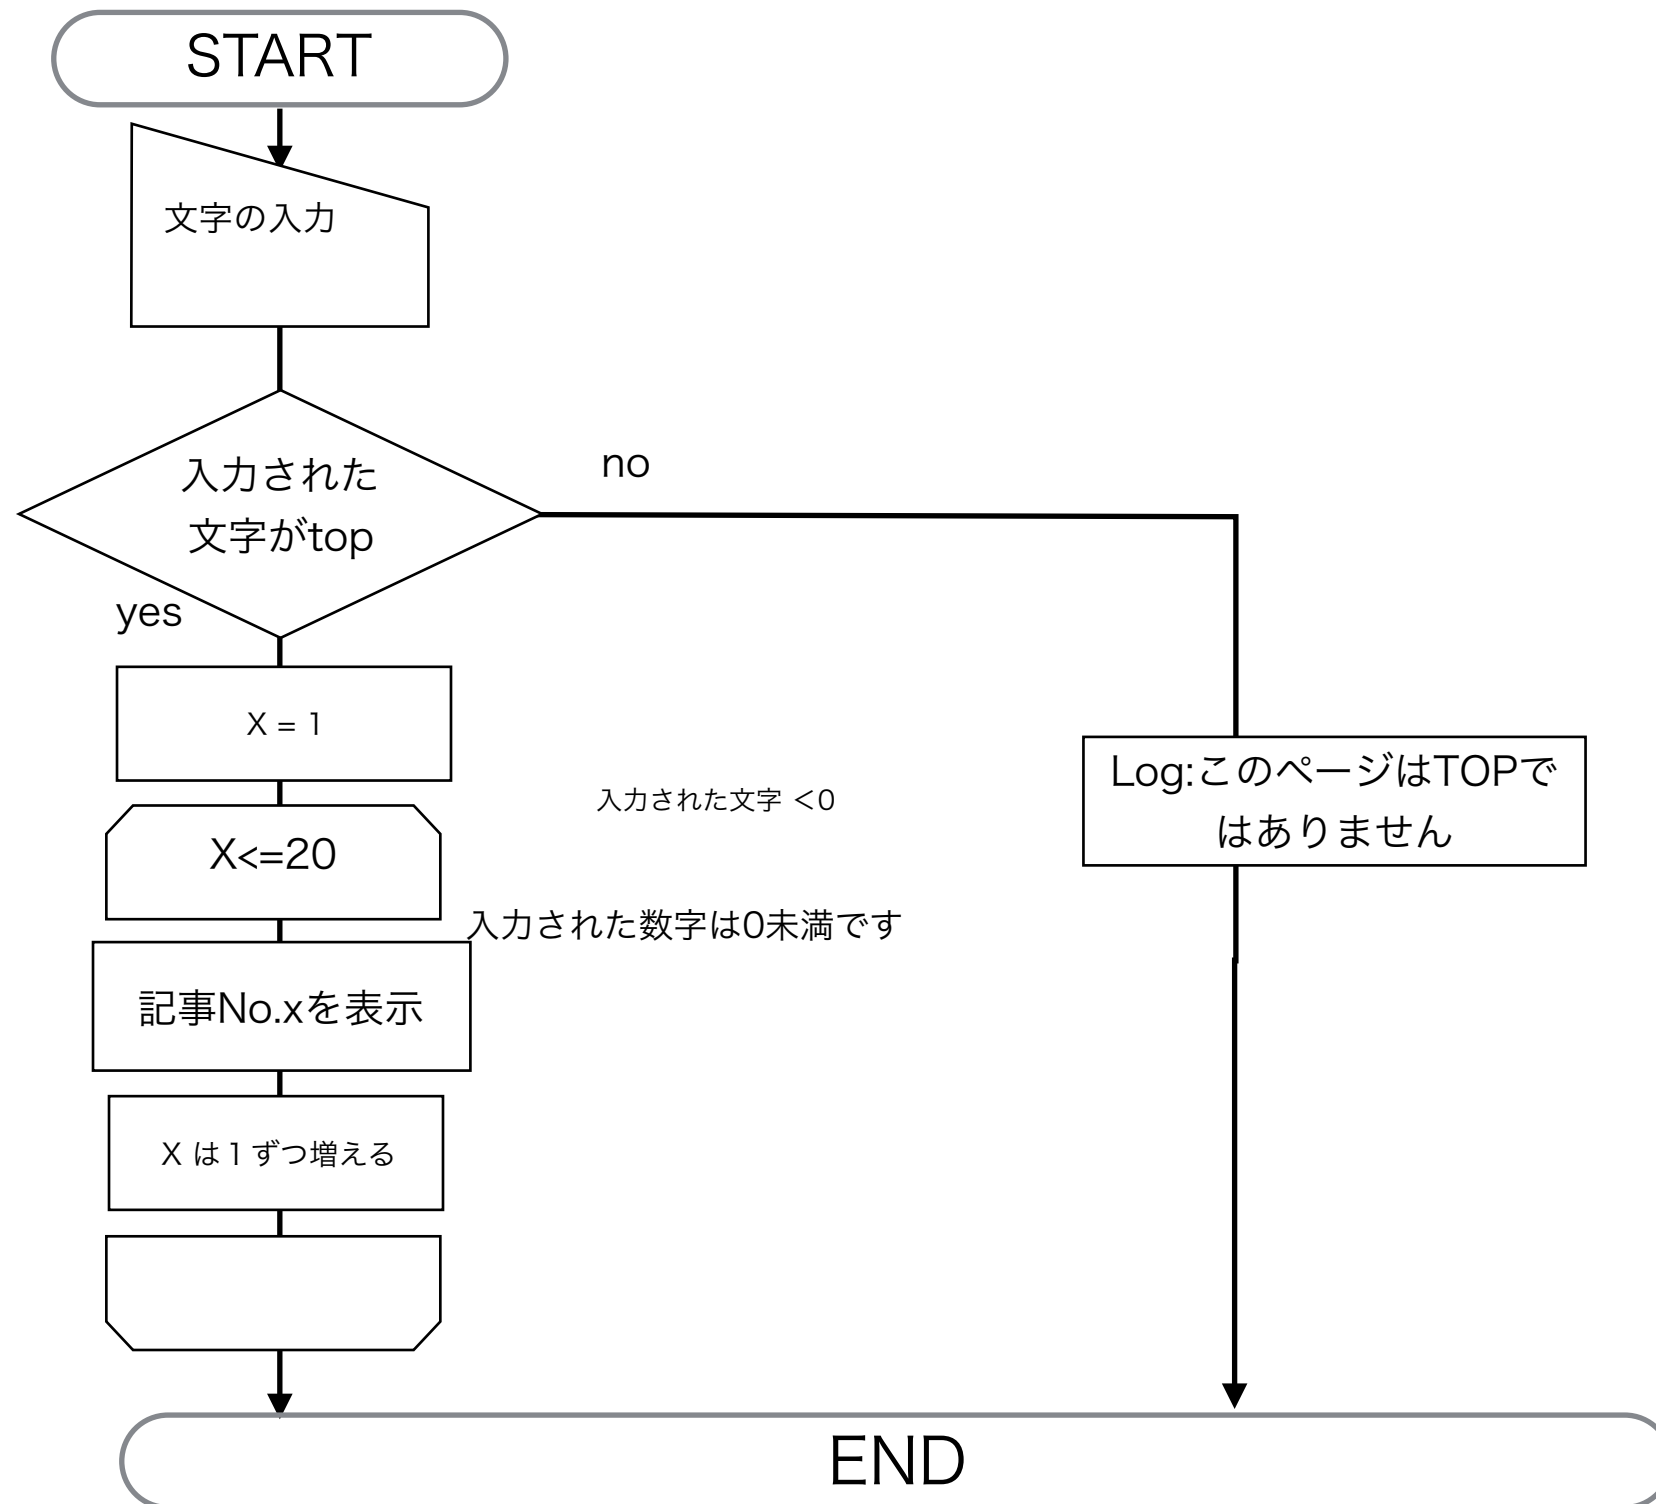 START
文字の入力
入力された
文字がtop
no
yes
X = 1
Log:このページはTOPで
はありません
入力された文字 <0
X<=20
入力された数字は0未満です
記事No.xを表示
X は 1 ずつ増える
END